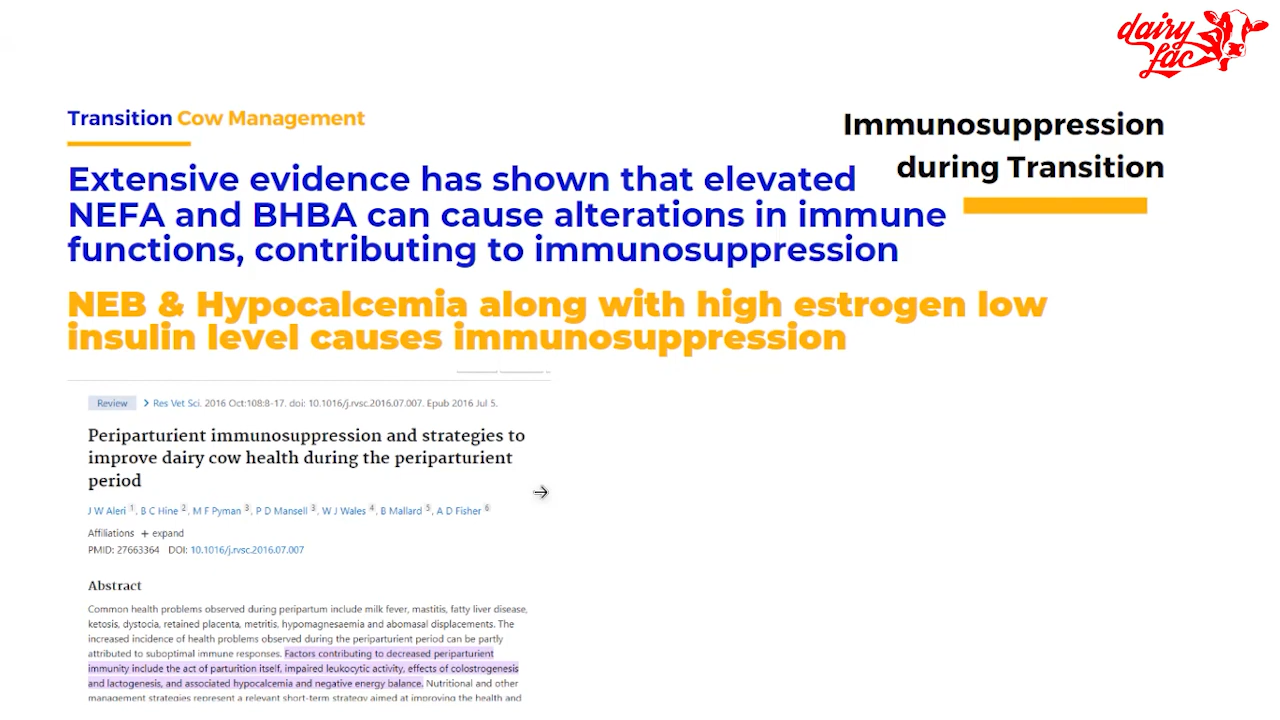 dairy
lac
Transition Cow Management
Immunosuppression
during Transition
Extensive evidence has shown that elevated
NEFA and BHBA can cause alterations in immune
functions, contributing to immunosuppression
NEB & Hypocalcemia along with high estrogen low
insulin level causes immunosuppression
Review > Res Vet Sci. 2016 Oct:108:8-17. doi: 10.1016/j.rvsc.2016.07.007. Epub 2016 Jul 5.
Periparturient immunosuppression and strategies to
improve dairy cow health during the periparturient
period
J W Aleri 1, B C Hine 2, M F Pyman 3, P D Mansell 3, W J Wales 4, B Mallard 5, A D Fisher 6
Affiliations + expand
PMID: 27663364 DOI: 10.1016/j.rvsc.2016.07.007
Abstract
Common health problems observed during peripartum include milk fever, mastitis, fatty liver disease,
ketosis, dystocia, retained placenta, metritis, hypomagnesaemia and abomasal displacements. The
increased incidence of health problems observed during the periparturient period can be partly
attributed to suboptimal immune responses. Factors contributing to decreased periparturient
immunity include the act of parturition itself, impaired leukocytic activity, effects of colostrogenesis
and lactogenesis, and associated hypocalcemia and negative energy balance. Nutritional and other
management strategies represent a relevant short-term strategy aimed at improving the health and